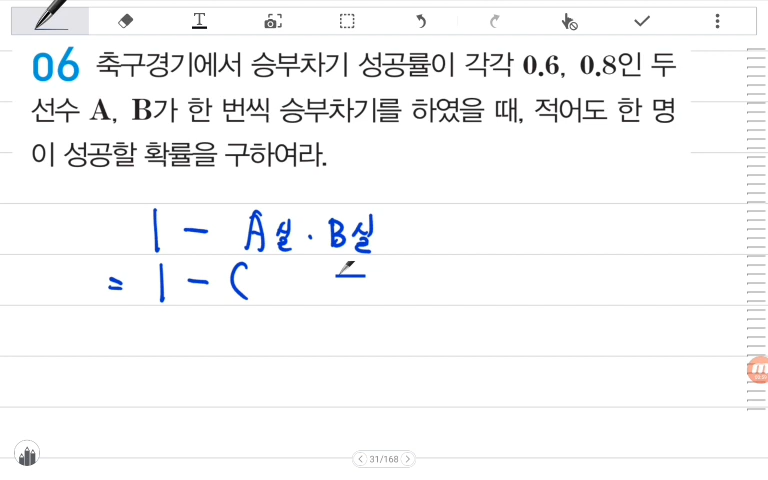 06 축구경기에서 승부차기 성공률이 각각 0.6, 0.8인 두
선수 A, B가 한 번씩 승부차기를 하였을 때, 적어도 한 명
이 성공할 확률을 구하여라.
1 - A실 · B실
= 1 - (
31/168